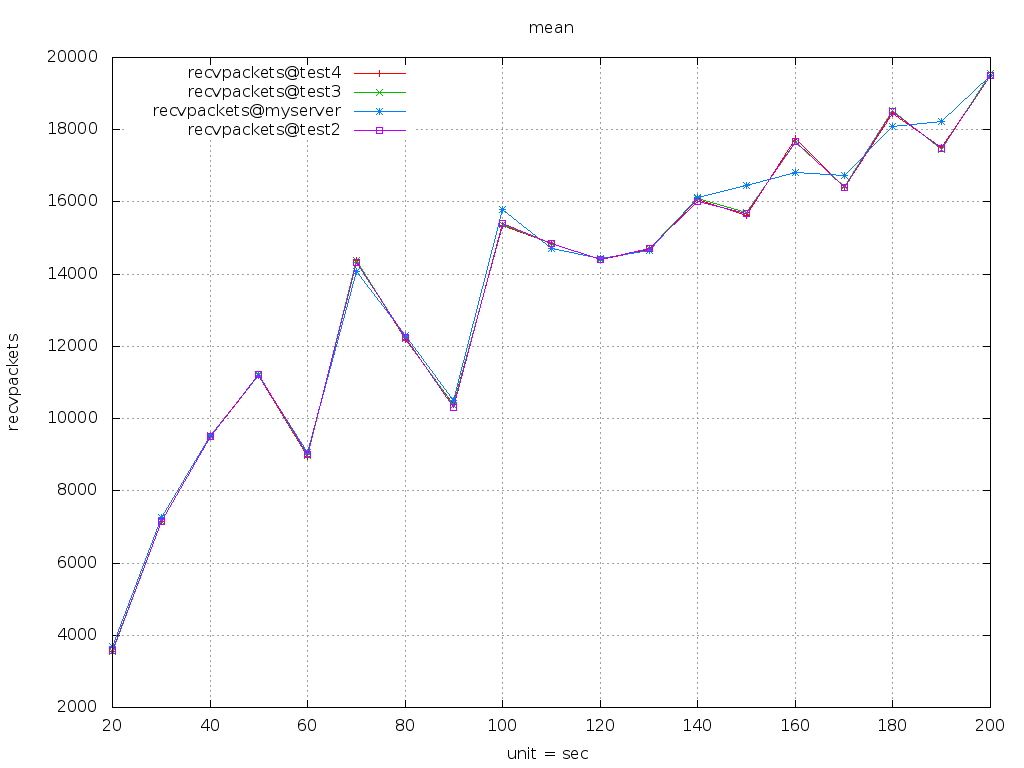 mean
20000
18000
16000
14000
12000
10000
8000
6000
4000
2000
recvpackets
recvpackets@test4
recvpackets@test3
recvpackets@myserver
recvpackets@test2
20 40 60 80 100 120 140 160 180 200
unit = sec